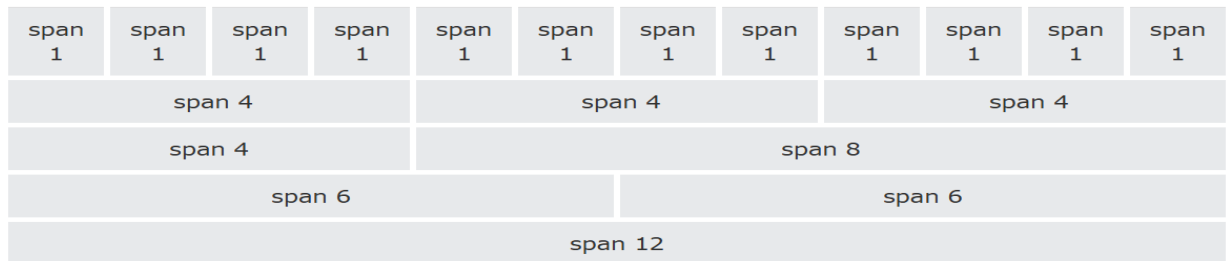 span span span span span span span span span span span span
1 1 1 1 1 1 1 1 1 1 1 1
span 4 span 4 span 4
span 4 span 8
span 6 span 6
span 12